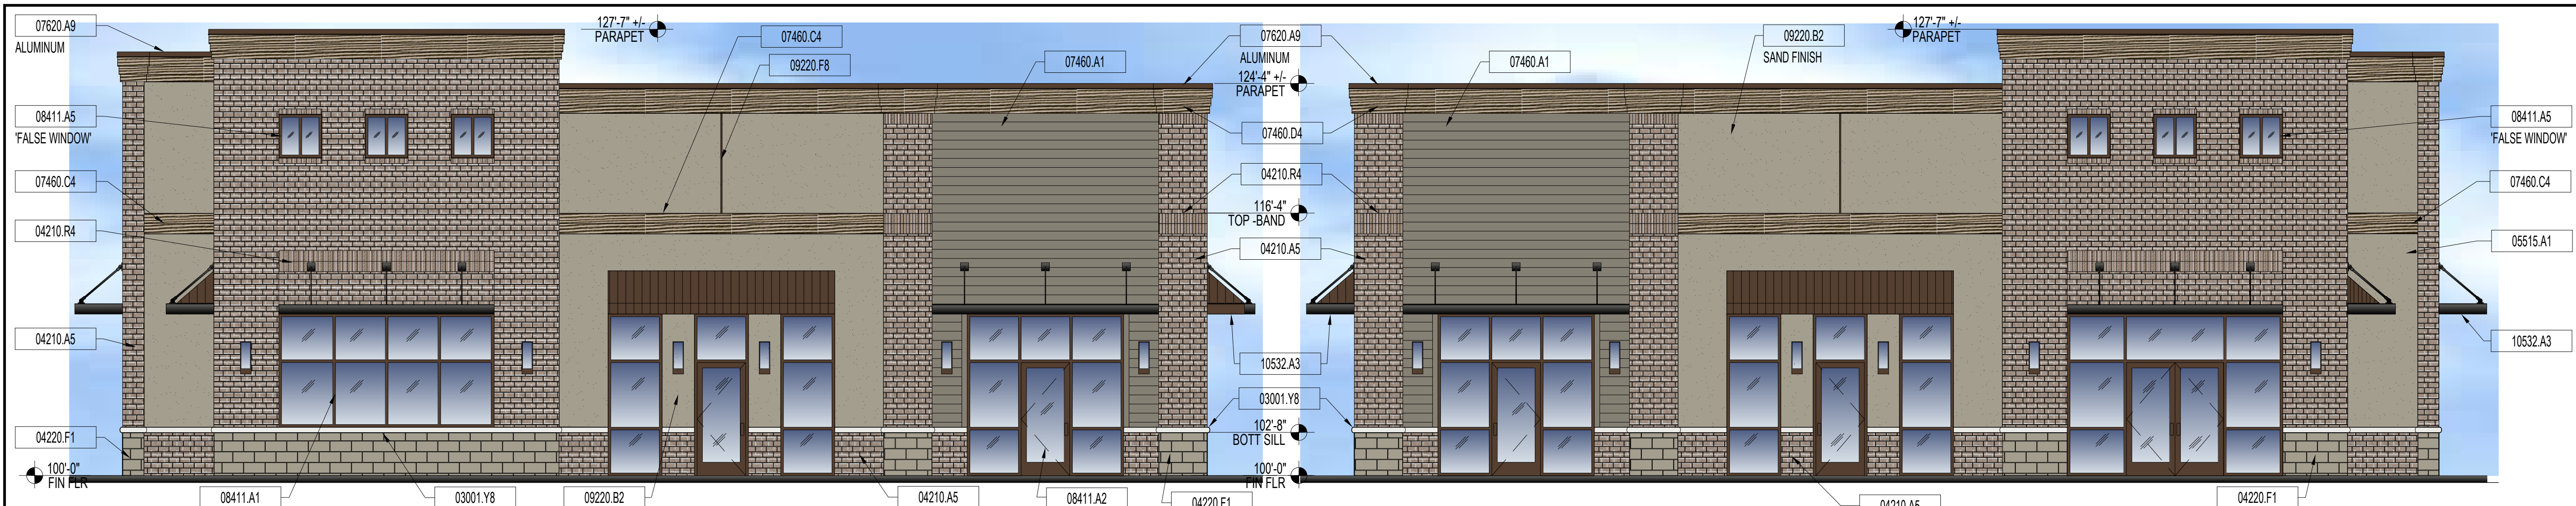 07620.A9
ALUMINUM
127'-7" +/-
PARAPET
07460.C4
09220.F8
07460.A1
07620.A9
ALUMINUM
124'-4" +/-
PARAPET
07460.A1
09220.B2
SAND FINISH
127'-7" +/-
PARAPET
08411.A5
'FALSE WINDOW'
07460.D4
08411.A5
'FALSE WINDOW'
07460.C4
04210.R4
07460.C4
04210.R4
116'-4"
TOP -BAND
04210.A5
05515.A1
04210.A5
10532.A3
10532.A3
03001.Y8
04220.F1
102'-8"
BOTT SILL
100'-0"
FIN FLR
100'-0"
FIN FLR
08411.A1
03001.Y8
09220.B2
04210.A5
08411.A2
04220.F1
04210.A5
04220.F1